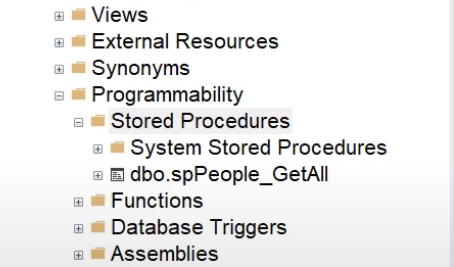 Views
External Resources
Synonyms
Programmability
Stored Procedures
System Stored Procedures
dbo.spPeople_GetAll
Functions
Database Triggers
Assemblies